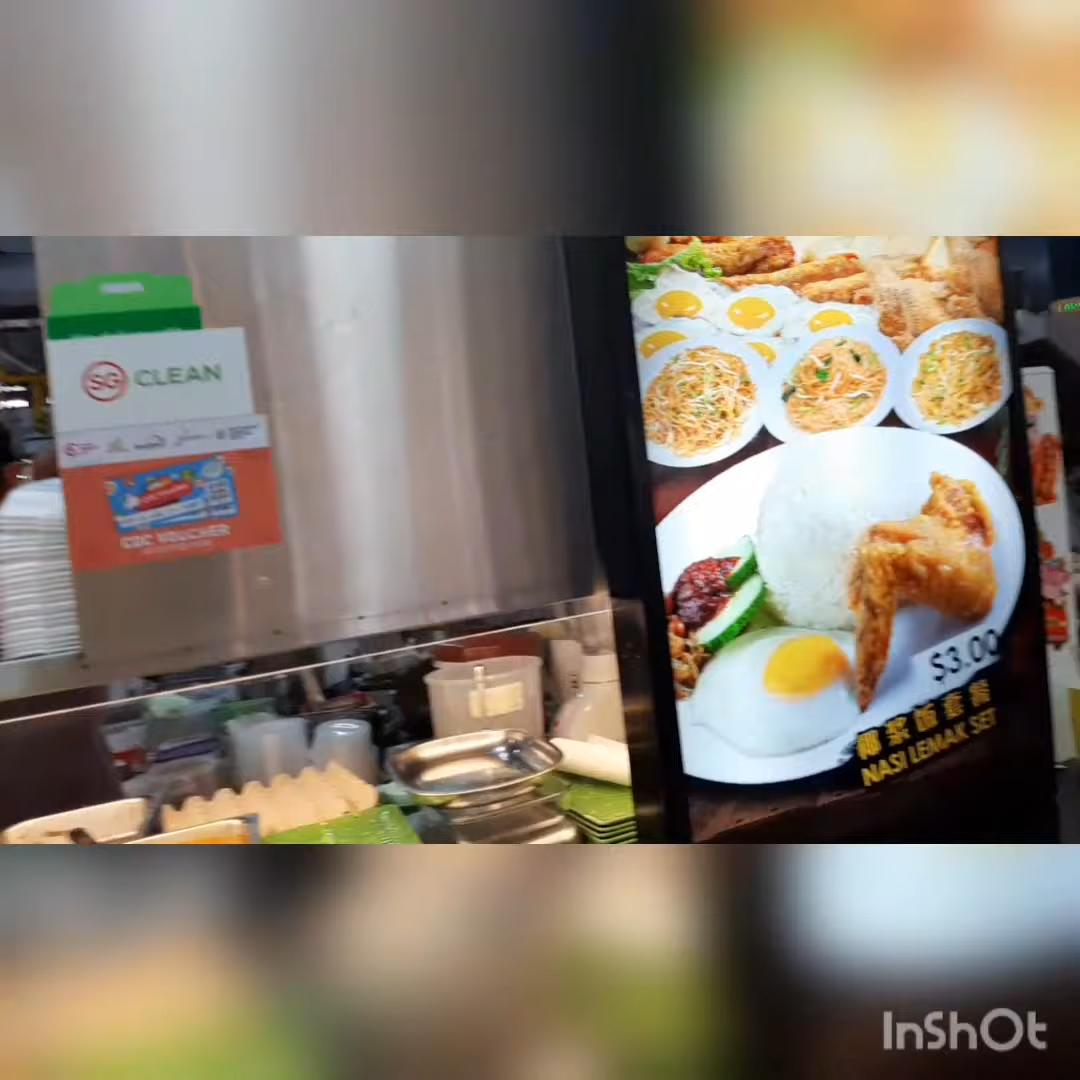 SG CLEAN
CDC VOUCHER
$3.00
椰浆饭套餐
NASI LEMAK SET
InShOt